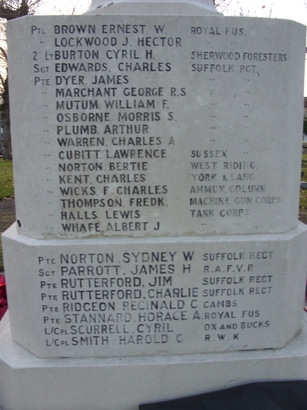 PTE BROWN ERNEST W. ROYAL FUS.
" LOCKWOOD J. HECTOR
2 LT BURTON CYRIL H. SHERWOOD FORESTERS
SGT EDWARDS, CHARLES SUFFOLK RGT.
PTE DYER, JAMES " "
" MARCHANT GEORGE R.S " "
" MUTUM WILLIAM F. " "
" OSBORNE MORRIS S. " "
" PLUMB. ARTHUR " "
" WARREN. CHARLES A " "
" CUBITT. LAWRENCE SUSSEX "
" NORTON BERTIE WEST RIDING "
" KENT. CHARLES YORK & LANC "
" WICKS F. CHARLES AMMUN. COLUMN
" THOMPSON. FREDK. MACHINE GUN CORPS
" HALLS LEWIS TANK CORPS
" ALBERT J " "
PTE NORTON, SYDNEY W SUFFOLK REGT
SGT PARROTT, JAMES H R.A.F.V.R
PTE RUTTERFORD, JIM SUFFOLK REGT
PTE RUTTERFORD, CHARLIE SUFFOLK REGT
PTE RIDGEON REGINALD C CAMBS
PTE STANNARD. HORACE A. ROYAL FUS
L/CPL SCURRELL. CYRIL OX AND BUCKS
L/CPL SMITH. HAROLD C R.W.K